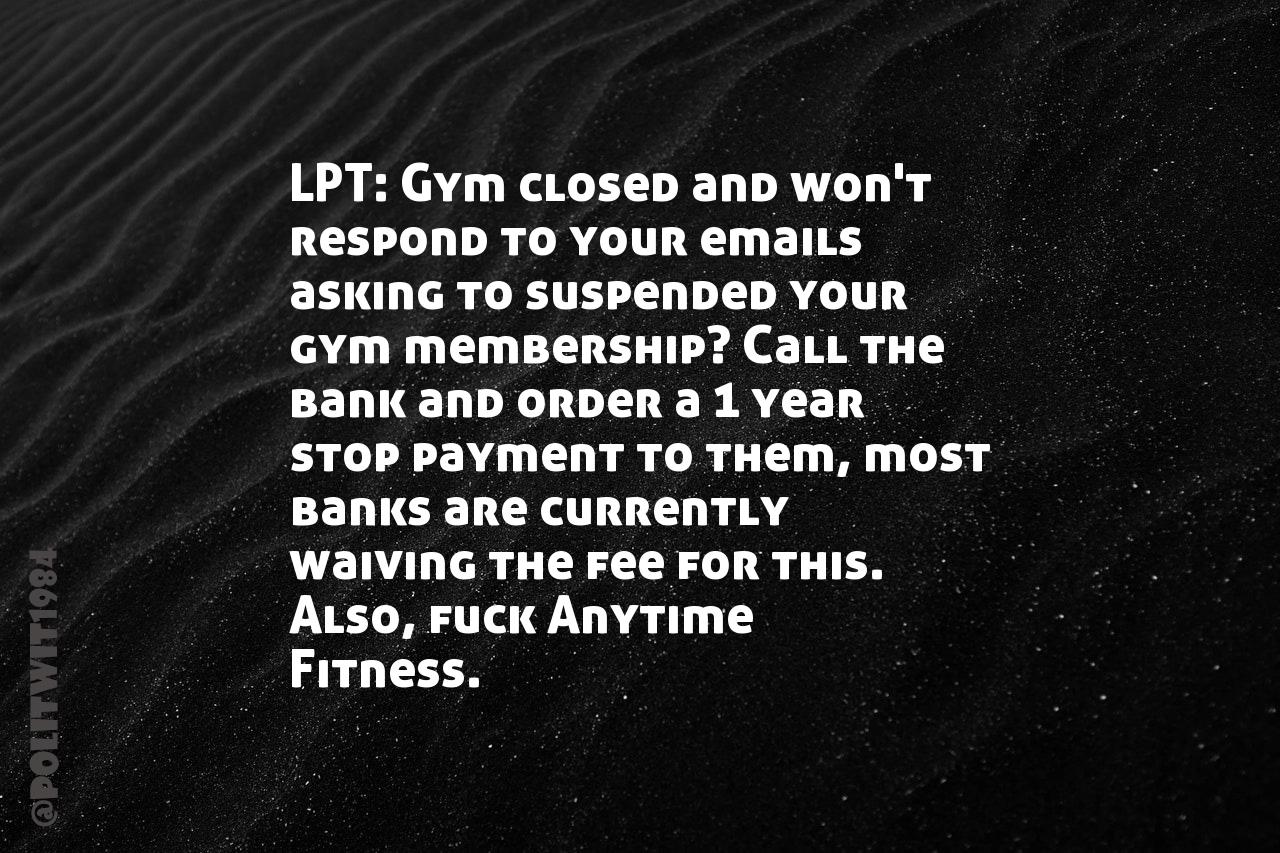 LPT: Gym closed and won't
respond to your emails
asking to suspended your
gym membership? Call the
bank and order a 1 year
stop payment to them, most
banks are currently
waiving the fee for this.
Also, fuck Anytime
Fitness.
@politwit1984